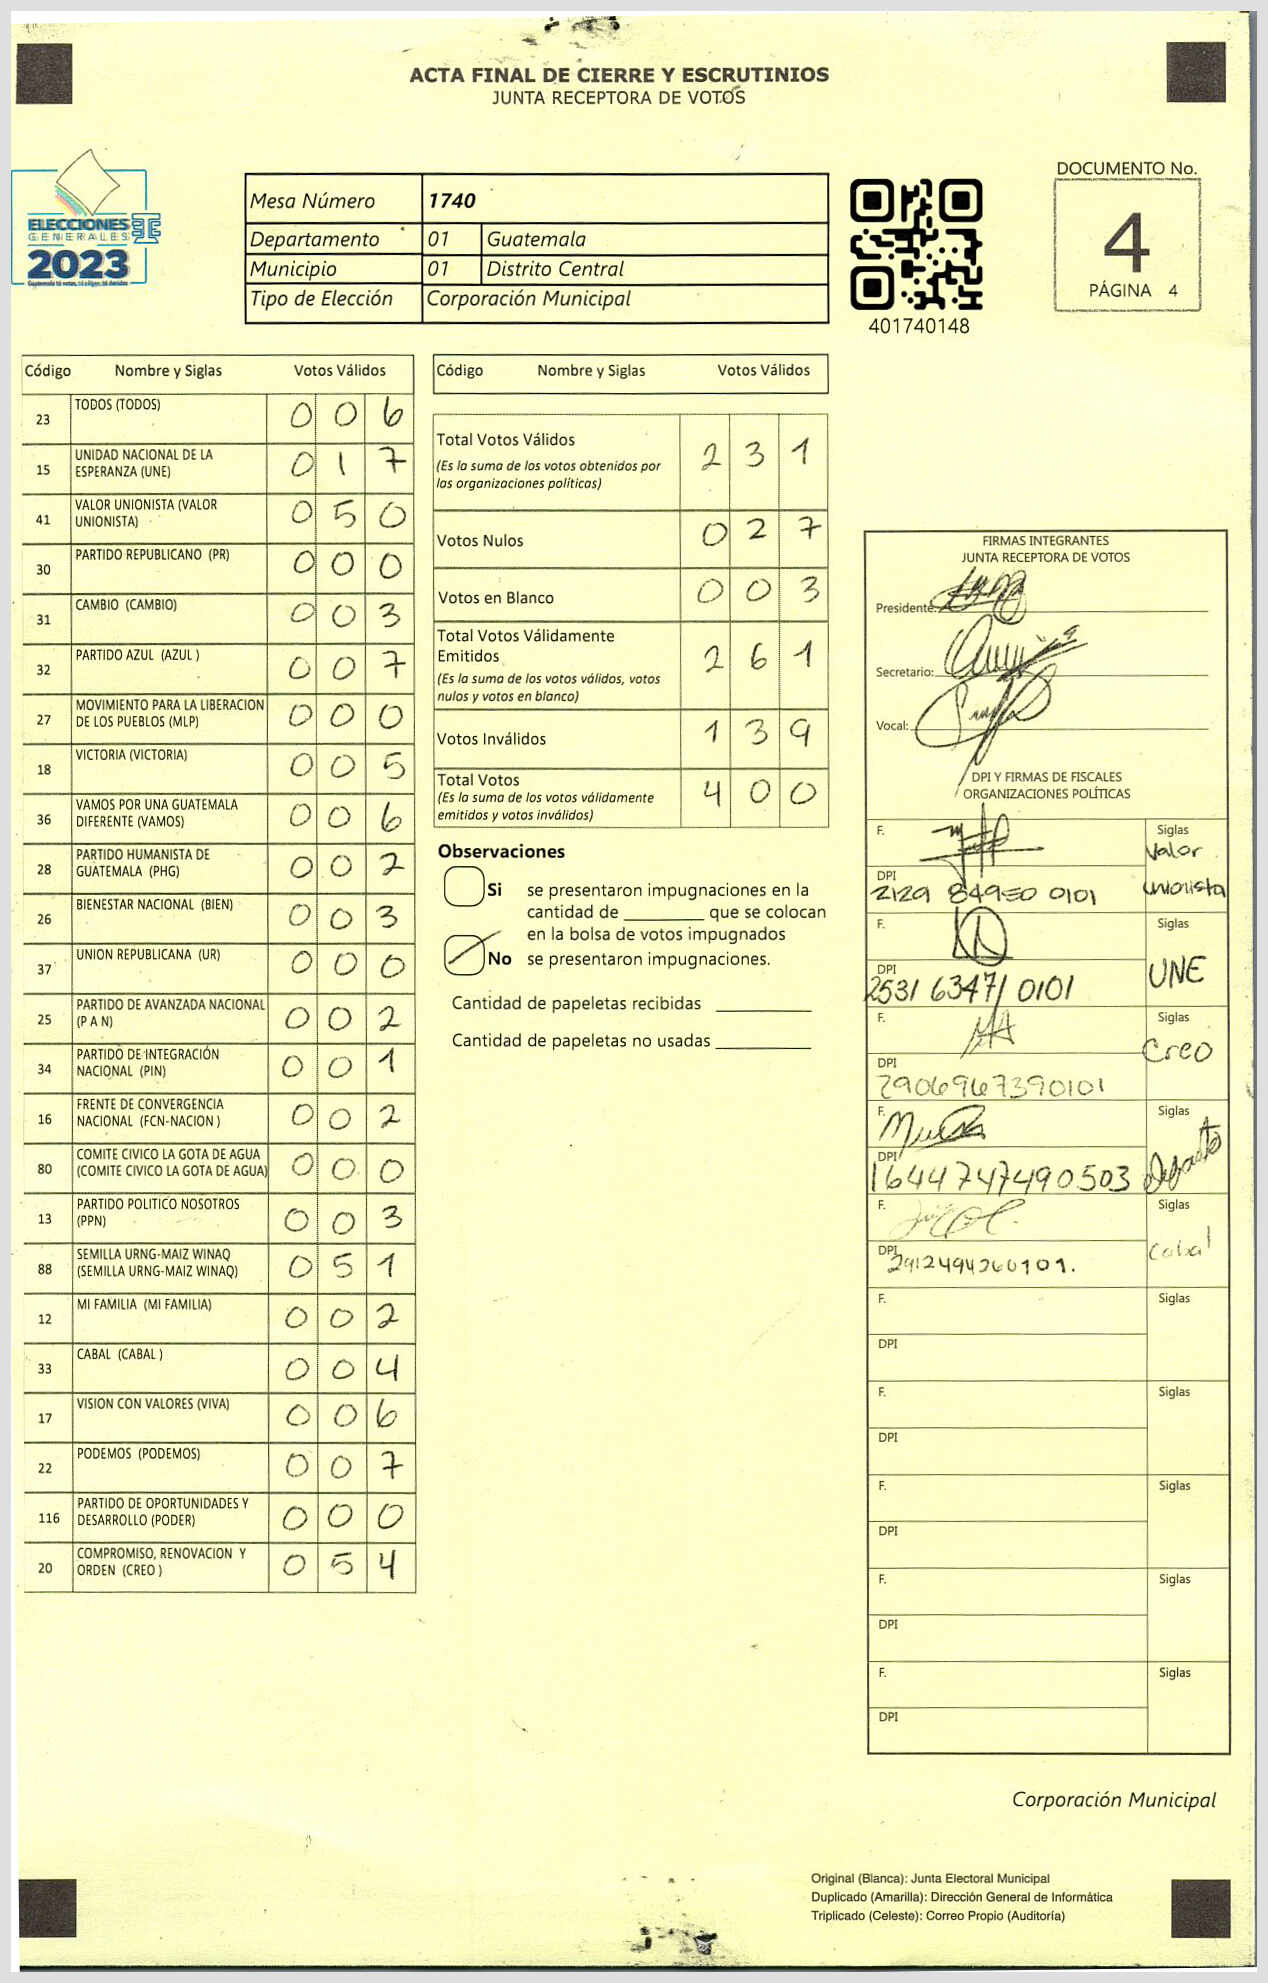 ACTA FINAL DE CIERRE Y ESCRUTINIOS
JUNTA RECEPTORA DE VOTOS
ELECCIONES
GENERALES
2023
Mesa Número 1740
Departamento 01 Guatemala
Municipio 01 Distrito Central
Tipo de Elección Corporación Municipal
401740148
DOCUMENTO No.
4
PÁGINA 4
Código Nombre y Siglas Votos Válidos
23 TODOS (TODOS) 0 0 6
15 UNIDAD NACIONAL DE LA
ESPERANZA (UNE) 0 1 7
41 VALOR UNIONISTA (VALOR
UNIONISTA) 0 5 0
30 PARTIDO REPUBLICANO (PR) 0 0 0
31 CAMBIO (CAMBIO) 0 0 3
32 PARTIDO AZUL (AZUL ) 0 0 7
27 MOVIMIENTO PARA LA LIBERACION
DE LOS PUEBLOS (MLP) 0 0 0
18 VICTORIA (VICTORIA) 0 0 5
36 VAMOS POR UNA GUATEMALA
DIFERENTE (VAMOS) 0 0 6
28 PARTIDO HUMANISTA DE
GUATEMALA (PHG) 0 0 2
26 BIENESTAR NACIONAL (BIEN) 0 0 3
37 UNION REPUBLICANA (UR) 0 0 0
25 PARTIDO DE AVANZADA NACIONAL
(P A N) 0 0 2
34 PARTIDO DE INTEGRACIÓN
NACIONAL (PIN) 0 0 1
16 FRENTE DE CONVERGENCIA
NACIONAL (FCN-NACION ) 0 0 2
80 COMITE CIVICO LA GOTA DE AGUA
(COMITE CIVICO LA GOTA DE AGUA) 0 0 0
13 PARTIDO POLITICO NOSOTROS
(PPN) 0 0 3
88 SEMILLA URNG-MAIZ WINAQ
(SEMILLA URNG-MAIZ WINAQ) 0 5 1
12 MI FAMILIA (MI FAMILIA) 0 0 2
33 CABAL (CABAL ) 0 0 4
17 VISION CON VALORES (VIVA) 0 0 6
22 PODEMOS (PODEMOS) 0 0 7
116 PARTIDO DE OPORTUNIDADES Y
DESARROLLO (PODER) 0 0 0
20 COMPROMISO, RENOVACION Y
ORDEN (CREO ) 0 5 4
Código Nombre y Siglas Votos Válidos
Total Votos Válidos 2 3 1
(Es la suma de los votos obtenidos por
las organizaciones políticas)
Votos Nulos 0 2 7
Votos en Blanco 0 0 3
Total Votos Válidamente
Emitidos 2 6 1
(Es la suma de los votos válidos, votos
nulos y votos en blanco)
Votos Inválidos 1 3 9
Total Votos 4 0 0
(Es la suma de los votos válidamente
emitidos y votos inválidos)
Observaciones
Si se presentaron impugnaciones en la
cantidad de ________ que se colocan
en la bolsa de votos impugnados
No se presentaron impugnaciones.
Cantidad de papeletas recibidas __________
Cantidad de papeletas no usadas __________
FIRMAS INTEGRANTES
JUNTA RECEPTORA DE VOTOS
Presidente:
Secretario:
Vocal:
DPI Y FIRMAS DE FISCALES
ORGANIZACIONES POLÍTICAS
F. Siglas
Valor
Unionista
DPI
2129 84950 0101
F. Siglas
UNE
DPI
2531 63471 0101
F. Siglas
Creo
DPI
2906967390101
F. Siglas
DPI
1644747490503
F. Siglas
Cabal
DPI
F. Siglas
DPI
F. Siglas
DPI
F. Siglas
DPI
F. Siglas
DPI
F. Siglas
DPI
Corporación Municipal
Original (Blanca): Junta Electoral Municipal
Duplicado (Amarilla): Dirección General de Informática
Triplicado (Celeste): Correo Propio (Auditoría)